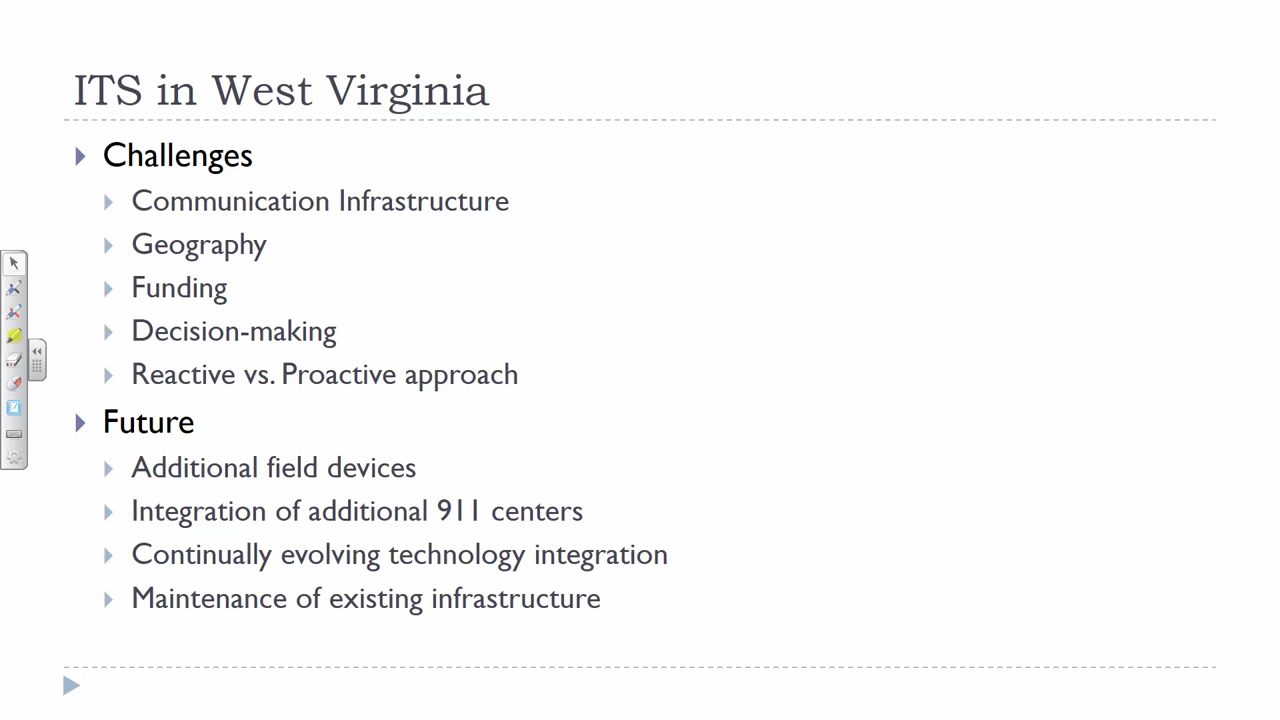 ITS in West Virginia
Challenges
Communication Infrastructure
Geography
Funding
Decision-making
Reactive vs. Proactive approach
Future
Additional field devices
Integration of additional 911 centers
Continually evolving technology integration
Maintenance of existing infrastructure